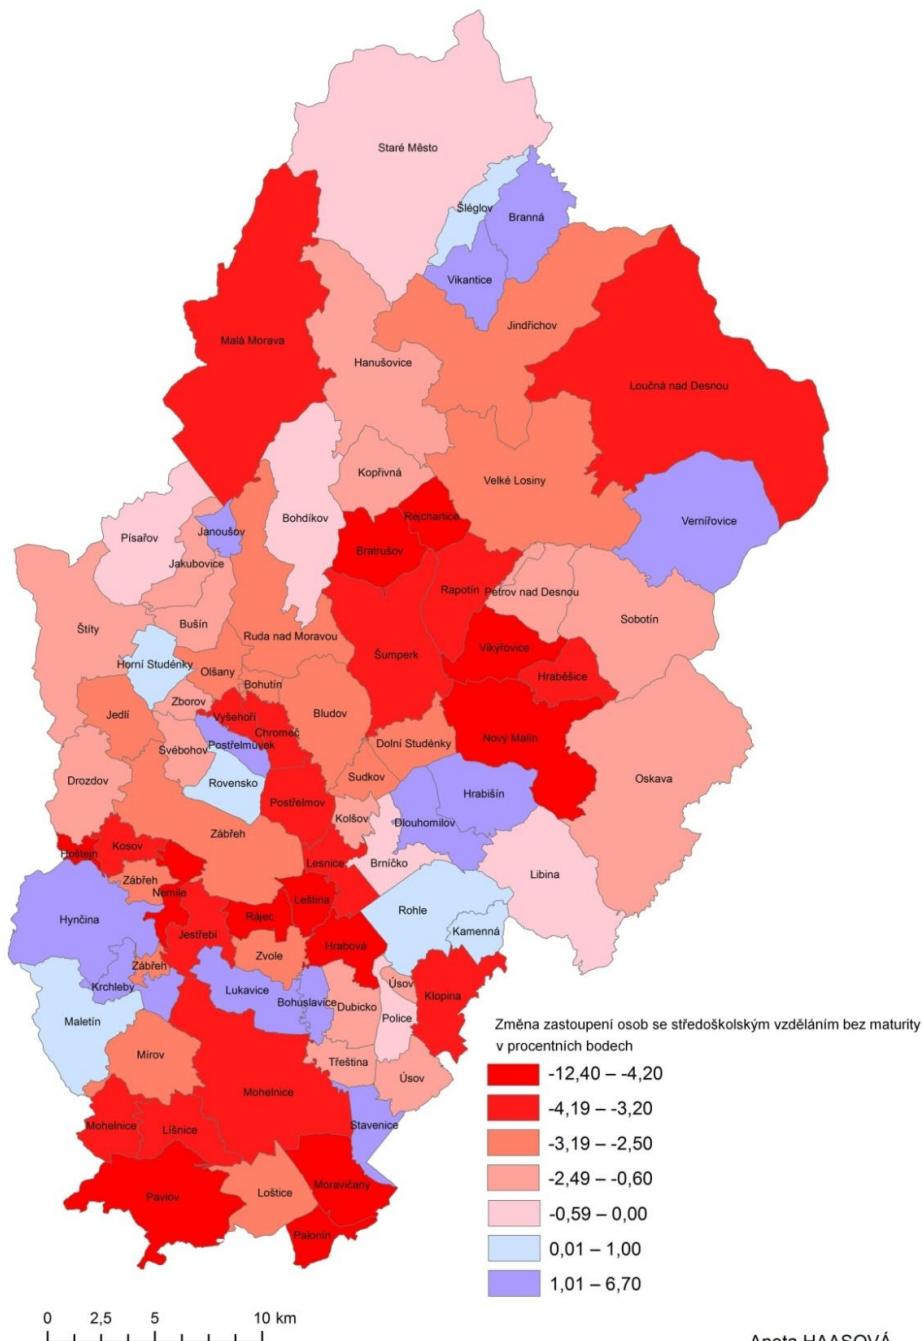 Staré Město
Šléglov
Branná
Vikantice
Jindřichov
Malá Morava
Hanušovice
Loučná nad Desnou
Kopřivná
Velké Losiny
Rejchartice
Bohdíkov
Vernířovice
Janoušov
Písařov
Bratrušov
Jakubovice
Rapotín
Petrov nad Desnou
Sobotín
Bušín
Štíty
Ruda nad Moravou
Vikýřovice
Šumperk
Horní Studénky
Olšany
Hraběšice
Bohutín
Zborov
Jedlí
Vyšehoří
Bludov
Chromeč
Nový Malín
Dolní Studénky
Postřelmůvek
Svébohov
Oskava
Drozdov
Rovensko
Sudkov
Hrabišín
Postřelmov
Kolšov
Dlouhomilov
Zábřeh
Kosov
Hoštejn
Lesnice
Brníčko
Libina
Zábřeh
Nemile
Leština
Rohle
Hynčina
Rájec
Kamenná
Jestřebí
Hrabová
Zvole
Zábřeh
Úsov
Krchleby
Lukavice
Klopina
Bohuslavice
Dubicko
Police
Maletín
Mírov
Třeština
Úsov
Mohelnice
Stavenice
Mohelnice
Líšnice
Moravičany
Pavlov
Loštice
Palonín
Změna zastoupení osob se středoškolským vzděláním bez maturity
v procentních bodech
-12,40 – -4,20
-4,19 – -3,20
-3,19 – -2,50
-2,49 – -0,60
-0,59 – 0,00
0,01 – 1,00
1,01 – 6,70
0 2,5 5 10 km
Aneta HAASOVÁ